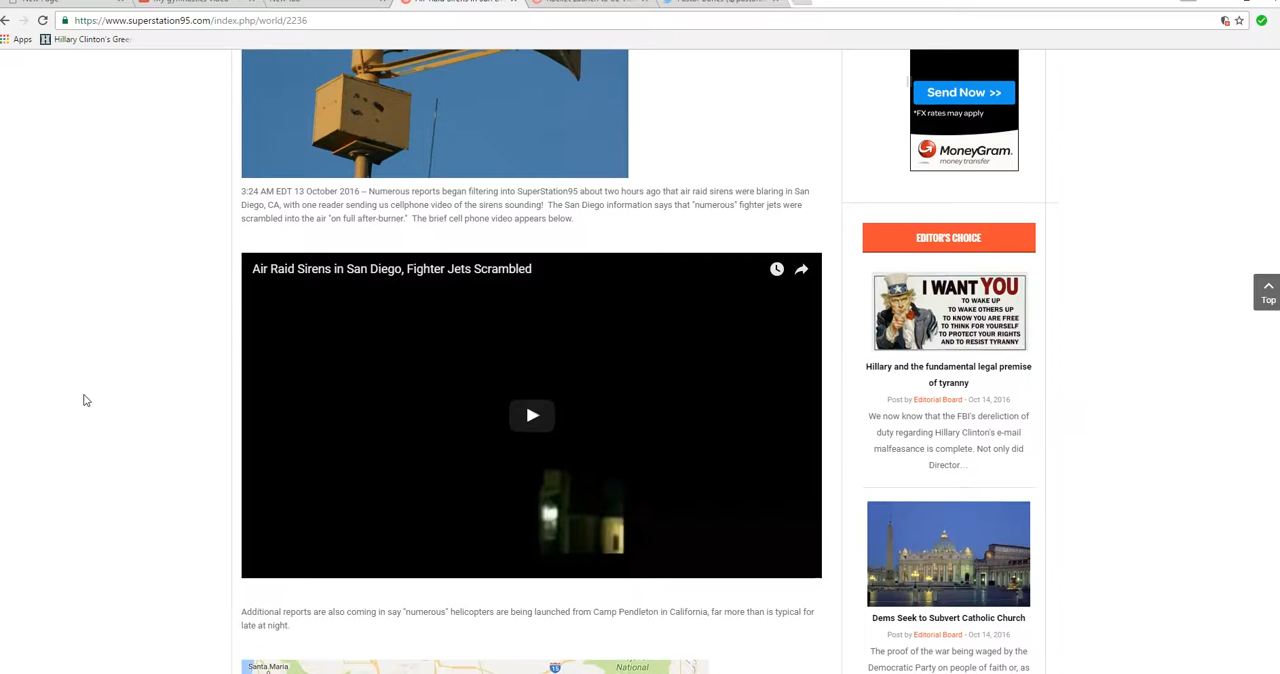 https://www.superstation95.com/index.php/world/2236
Apps
Hillary Clinton's Gree
Send Now >>
*FX rates may apply
MoneyGram.
money transfer
3:24 AM EDT 13 October 2016 -- Numerous reports began filtering into SuperStation95 about two hours ago that air raid sirens were blaring in San
Diego, CA, with one reader sending us cellphone video of the sirens sounding! The San Diego information says that "numerous" fighter jets were
scrambled into the air "on full after-burner." The brief cell phone video appears below.
EDITOR'S CHOICE
Air Raid Sirens in San Diego, Fighter Jets Scrambled
I WANT YOU
TO WAKE UP
TO WAKE OTHERS UP
TO KNOW YOU ARE FREE
TO THINK FOR YOURSELF
TO PROTECT YOUR RIGHTS
AND TO RESIST TYRANNY
Top
Hillary and the fundamental legal premise
of tyranny
Post by Editorial Board - Oct 14, 2016
We now know that the FBI's dereliction of
duty regarding Hillary Clinton's e-mail
malfeasance is complete. Not only did
Director...
Dems Seek to Subvert Catholic Church
Post by Editorial Board - Oct 14, 2016
The proof of the war being waged by the
Democratic Party on people of faith or, as
Additional reports are also coming in say "numerous" helicopters are being launched from Camp Pendleton in California, far more than is typical for
late at night.
Santa Maria
15
National